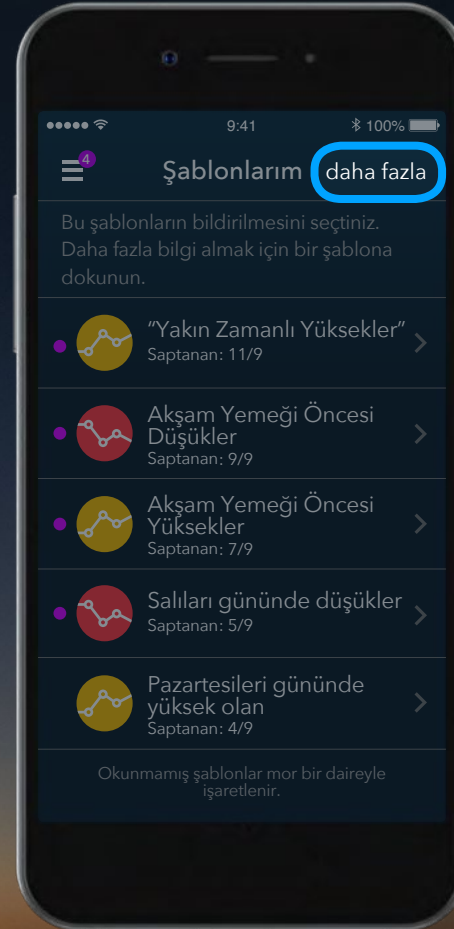 9:41
100%
4
Şablonlarım
daha fazla
Bu şablonların bildirilmesini seçtiniz.
Daha fazla bilgi almak için bir şablona
dokunun.
“Yakın Zamanlı Yüksekler”
Saptanan: 11/9
Akşam Yemeği Öncesi
Düşükler
Saptanan: 9/9
Akşam Yemeği Öncesi
Yüksekler
Saptanan: 7/9
Salıları gününde düşükler
Saptanan: 5/9
Pazartesileri gününde
yüksek olan
Saptanan: 4/9
Okunmamış şablonlar mor bir daireyle
işaretlenir.